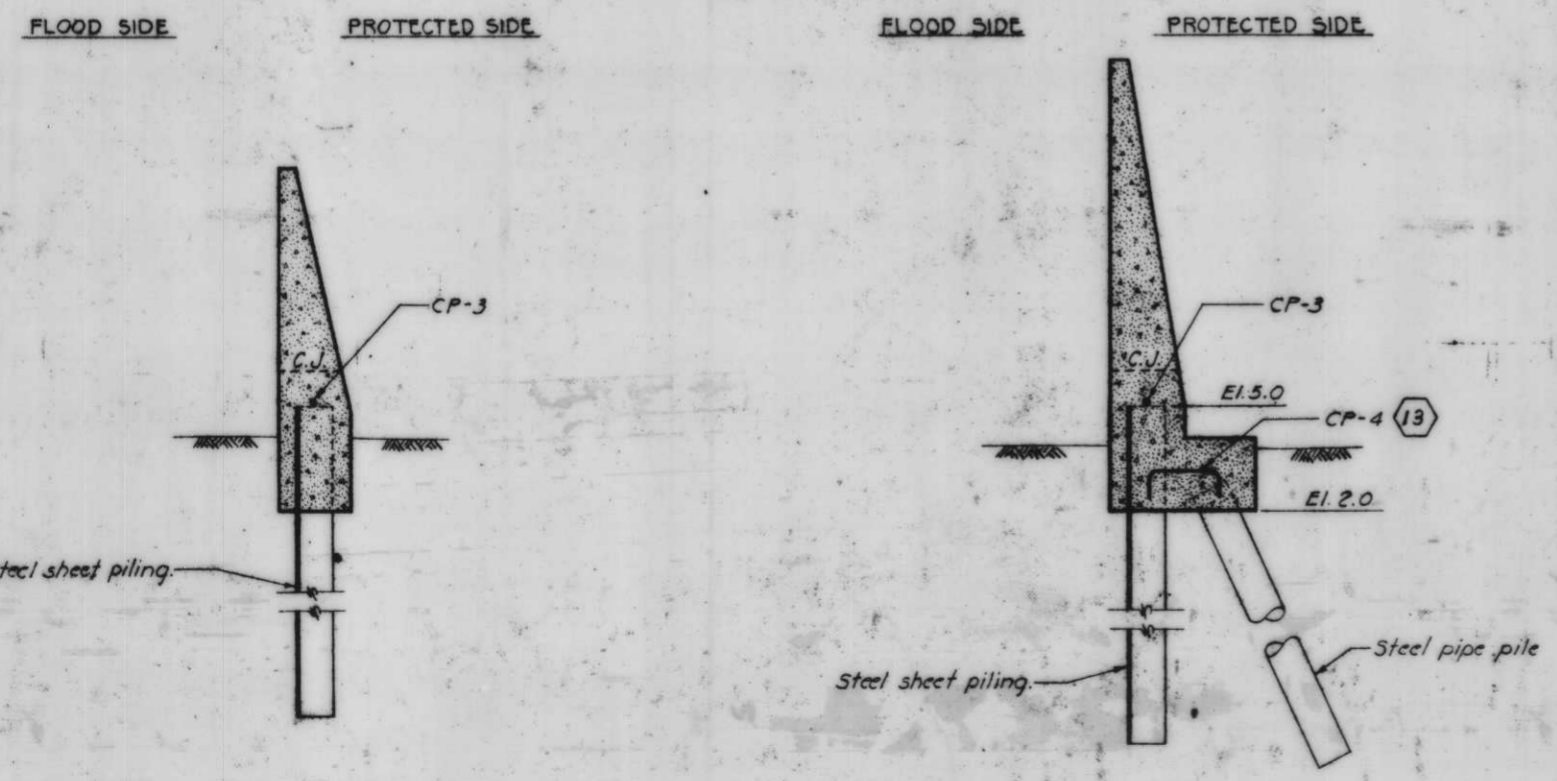 FLOOD SIDE
PROTECTED SIDE
CP-3
C.J.
teel sheet piling.
FLOOD SIDE
PROTECTED SIDE
CP-3
C.J.
El. 5.0
CP-4 13
El. 2.0
Steel sheet piling.
Steel pipe pile